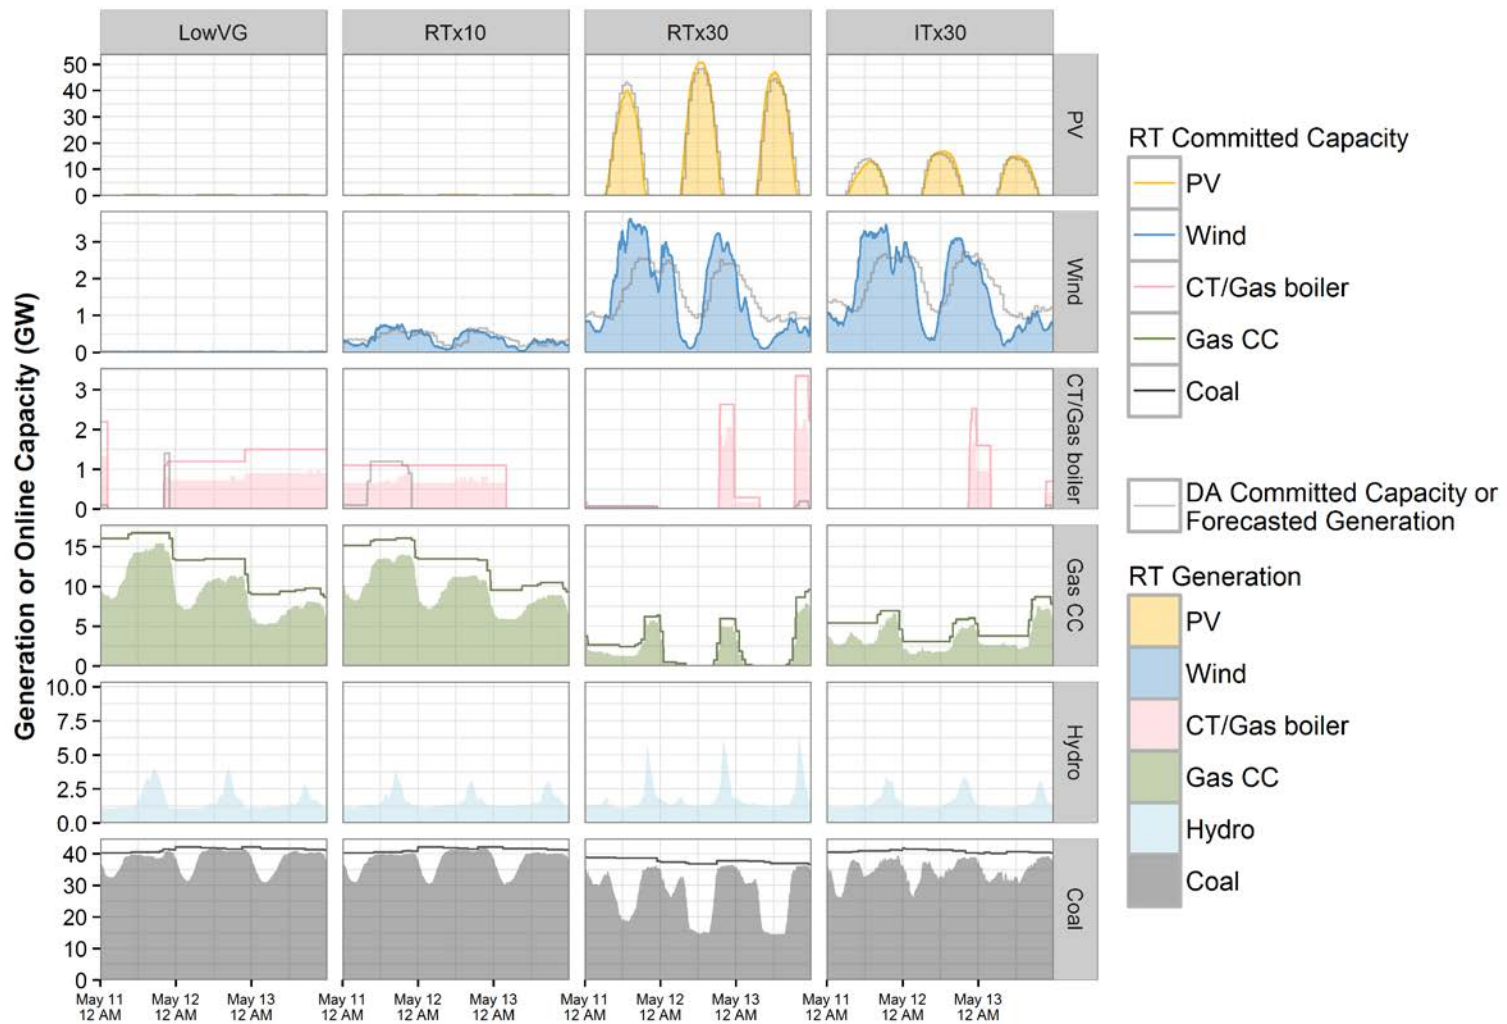 LowVG RTx10 RTx30 ITx30
Generation or Online Capacity (GW)
50
40
30
20
10
0
PV
3
2
1
0
Wind
3
2
1
0
CT/Gas boiler
15
10
5
0
Gas CC
10.0
7.5
5.0
2.5
0.0
Hydro
40
30
20
10
0
Coal
May 11 May 12 May 13 May 11 May 12 May 13 May 11 May 12 May 13 May 11 May 12 May 13
12 AM 12 AM 12 AM 12 AM 12 AM 12 AM 12 AM 12 AM 12 AM 12 AM 12 AM 12 AM
RT Committed Capacity
PV
Wind
CT/Gas boiler
Gas CC
Coal
DA Committed Capacity or
Forecasted Generation
RT Generation
PV
Wind
CT/Gas boiler
Gas CC
Hydro
Coal